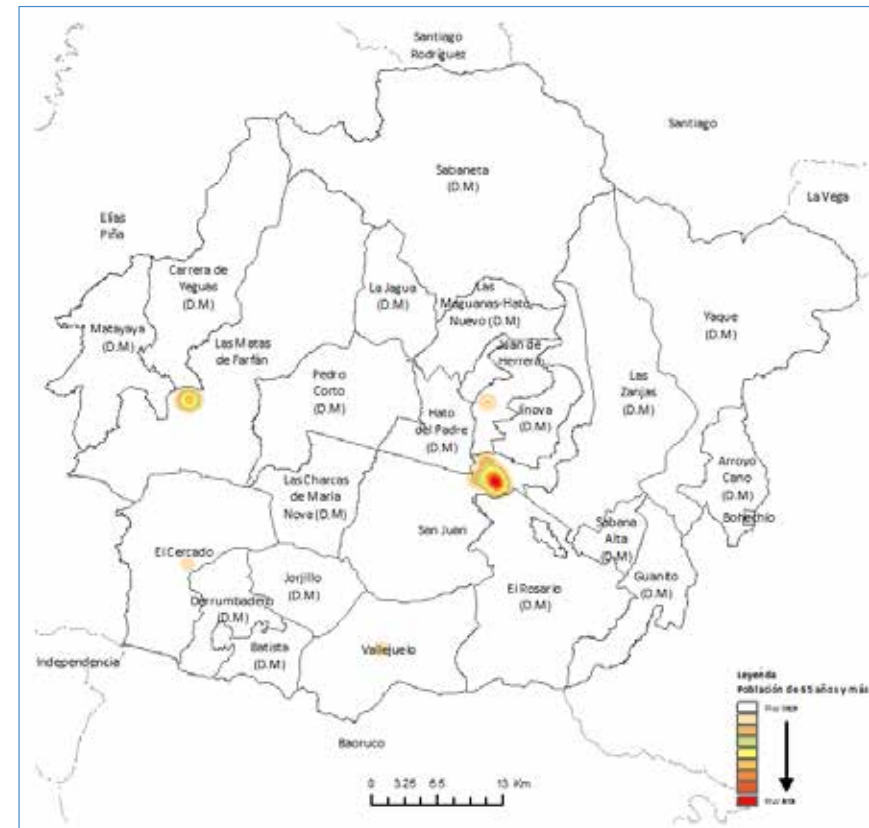 Santiago
Rodríguez
Santiago
Sabaneta
(D.M)
La Vega
Elías
Piña
Carrera de
Yeguas
(D.M)
La Jagua
(D.M)
Las
Maguanas-Hato
Nuevo (D.M)
Yaque
(D.M)
Matayaya
(D.M)
Las Matas
de Farfán
Juan de
Herrera
Pedro
Corto
(D.M)
Las
Zanjas
(D.M)
Hato
del Padre
(D.M)
Jinova
(D.M)
Arroyo
Cano
(D.M)
Las Charcas
de María
Nova (D.M)
Bohechío
San Juan
Sabana
Alta
(D.M)
El Cercado
Jorjillo
(D.M)
El Rosario
(D.M)
Guanito
(D.M)
Derrumbadero
(D.M)
Batista
(D.M)
Vallejuelo
Independencia
Baoruco
Leyenda
Población de 65 años y más
0 3.25 6.5 13 Km